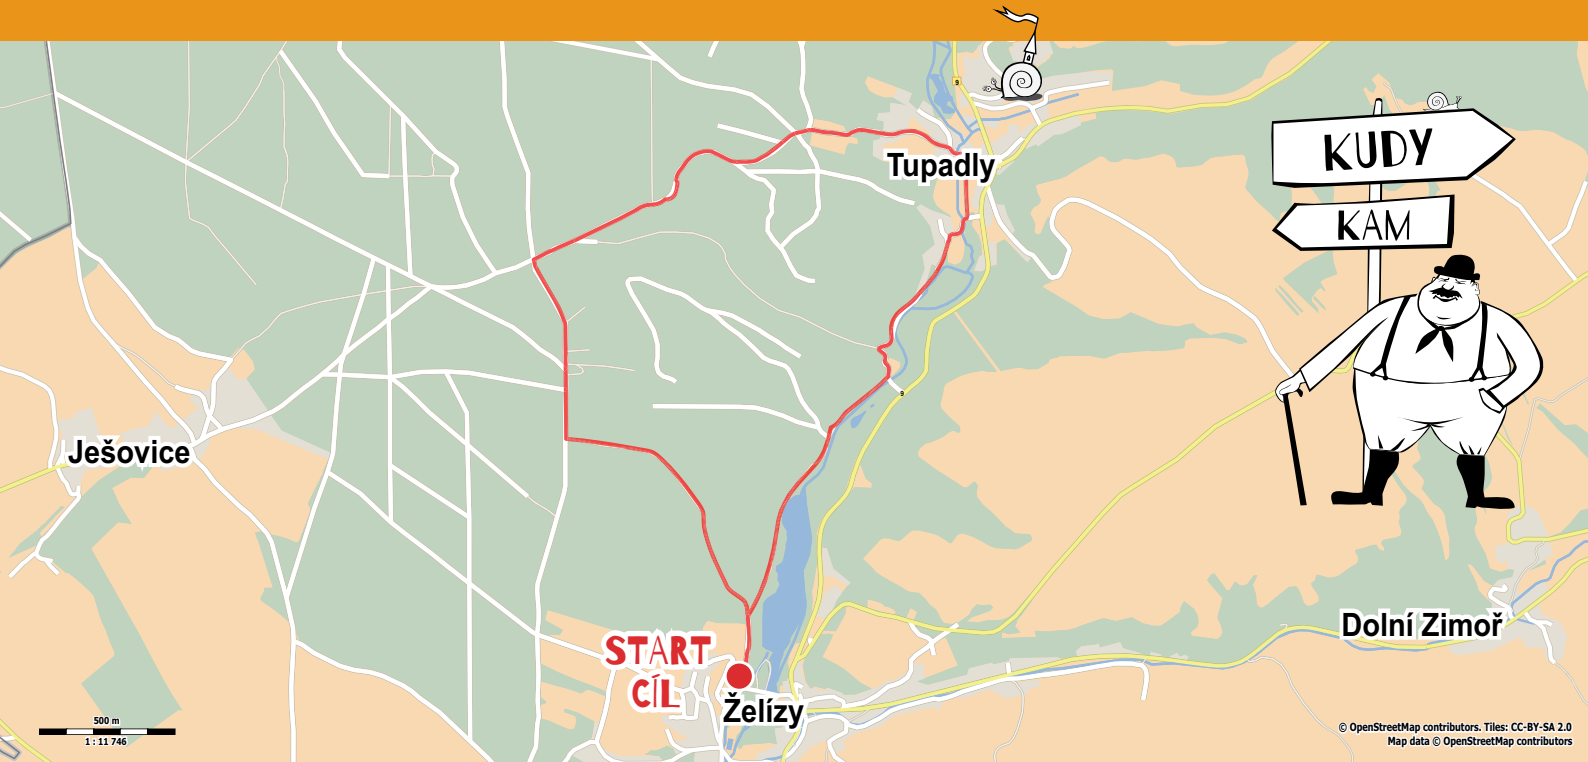 9
KUDY
Tupadly
KAM
9
Ješovice
Dolní Zimoř
START
CÍL
Želízy
500 m
1 : 11 746
© OpenStreetMap contributors. Tiles: CC-BY-SA 2.0
Map data © OpenStreetMap contributors